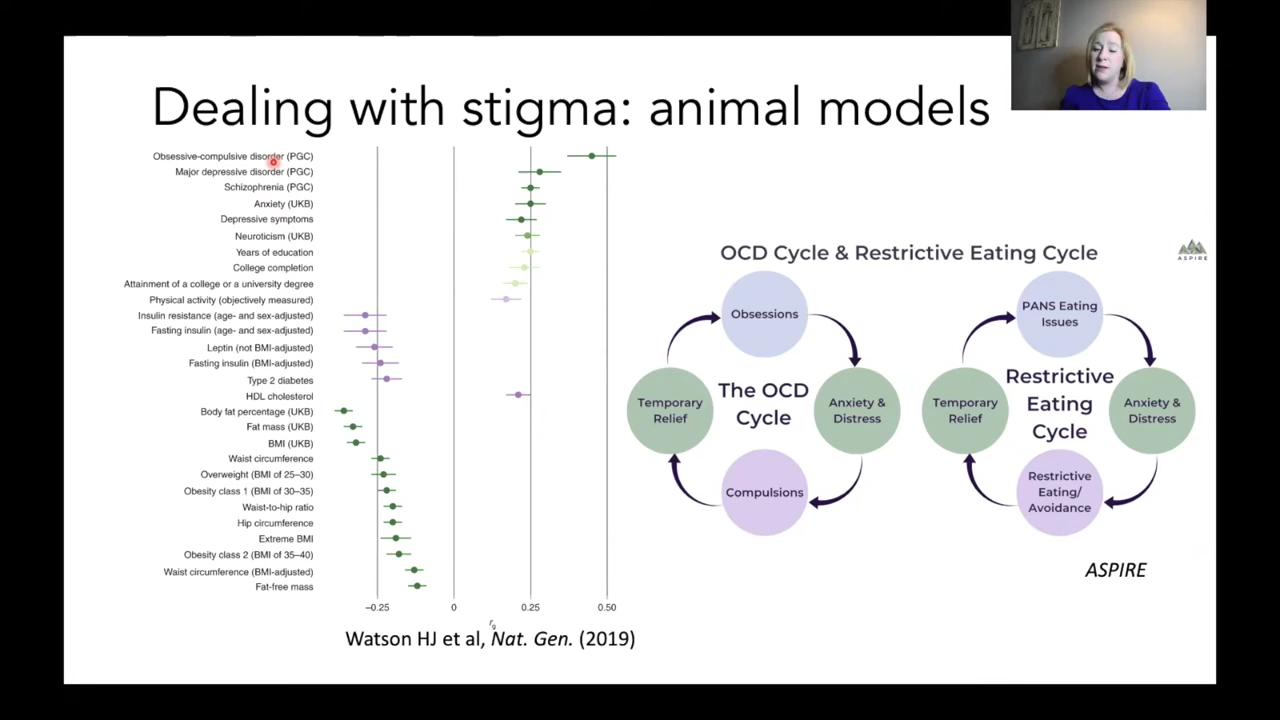 Dealing with stigma: animal models
Obsessive-compulsive disorder (PGC)
Major depressive disorder (PGC)
Schizophrenia (PGC)
Anxiety (UKB)
Depressive symptoms
Neuroticism (UKB)
Years of education
College completion
Attainment of a college or a university degree
Physical activity (objectively measured)
Insulin resistance (age- and sex-adjusted)
Fasting insulin (age- and sex-adjusted)
Leptin (not BMI-adjusted)
Fasting insulin (BMI-adjusted)
Type 2 diabetes
HDL cholesterol
Body fat percentage (UKB)
Fat mass (UKB)
BMI (UKB)
Waist circumference
Overweight (BMI of 25–30)
Obesity class 1 (BMI of 30–35)
Waist-to-hip ratio
Hip circumference
Extreme BMI
Obesity class 2 (BMI of 35–40)
Waist circumference (BMI-adjusted)
Fat-free mass
−0.25 0 0.25 0.50
rg
Watson HJ et al, Nat. Gen. (2019)
OCD Cycle & Restrictive Eating Cycle
ASPIRE
Obsessions
Anxiety &
Distress
Compulsions
Temporary
Relief
The OCD
Cycle
PANS Eating
Issues
Anxiety &
Distress
Restrictive
Eating/
Avoidance
Temporary
Relief
Restrictive
Eating
Cycle
ASPIRE